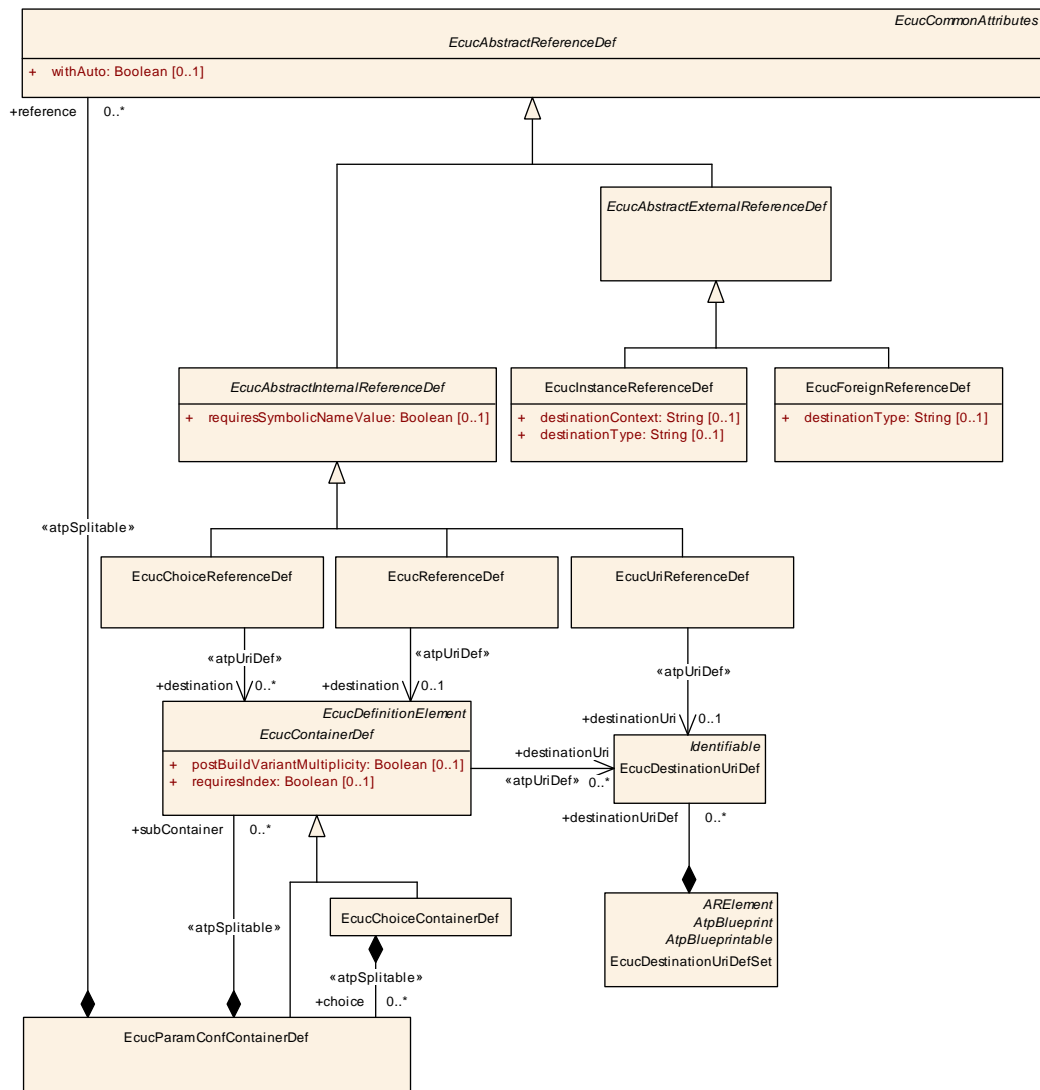 EcucCommonAttributes
EcucAbstractReferenceDef
+ withAuto: Boolean [0..1]
+reference 0..*
EcucAbstractExternalReferenceDef
EcucAbstractInternalReferenceDef
+ requiresSymbolicNameValue: Boolean [0..1]
EcucInstanceReferenceDef
+ destinationContext: String [0..1]
+ destinationType: String [0..1]
EcucForeignReferenceDef
+ destinationType: String [0..1]
«atpSplitable»
EcucChoiceReferenceDef
EcucReferenceDef
EcucUriReferenceDef
«atpUriDef»
«atpUriDef»
«atpUriDef»
+destination 0..*
+destination 0..1
+destinationUri 0..1
EcucDefinitionElement
EcucContainerDef
+ postBuildVariantMultiplicity: Boolean [0..1]
+ requiresIndex: Boolean [0..1]
+destinationUri
«atpUriDef» 0..*
Identifiable
EcucDestinationUriDef
+subContainer 0..*
+destinationUriDef 0..*
EcucChoiceContainerDef
ARElement
AtpBlueprint
AtpBlueprintable
EcucDestinationUriDefSet
«atpSplitable»
«atpSplitable»
+choice 0..*
EcucParamConfContainerDef